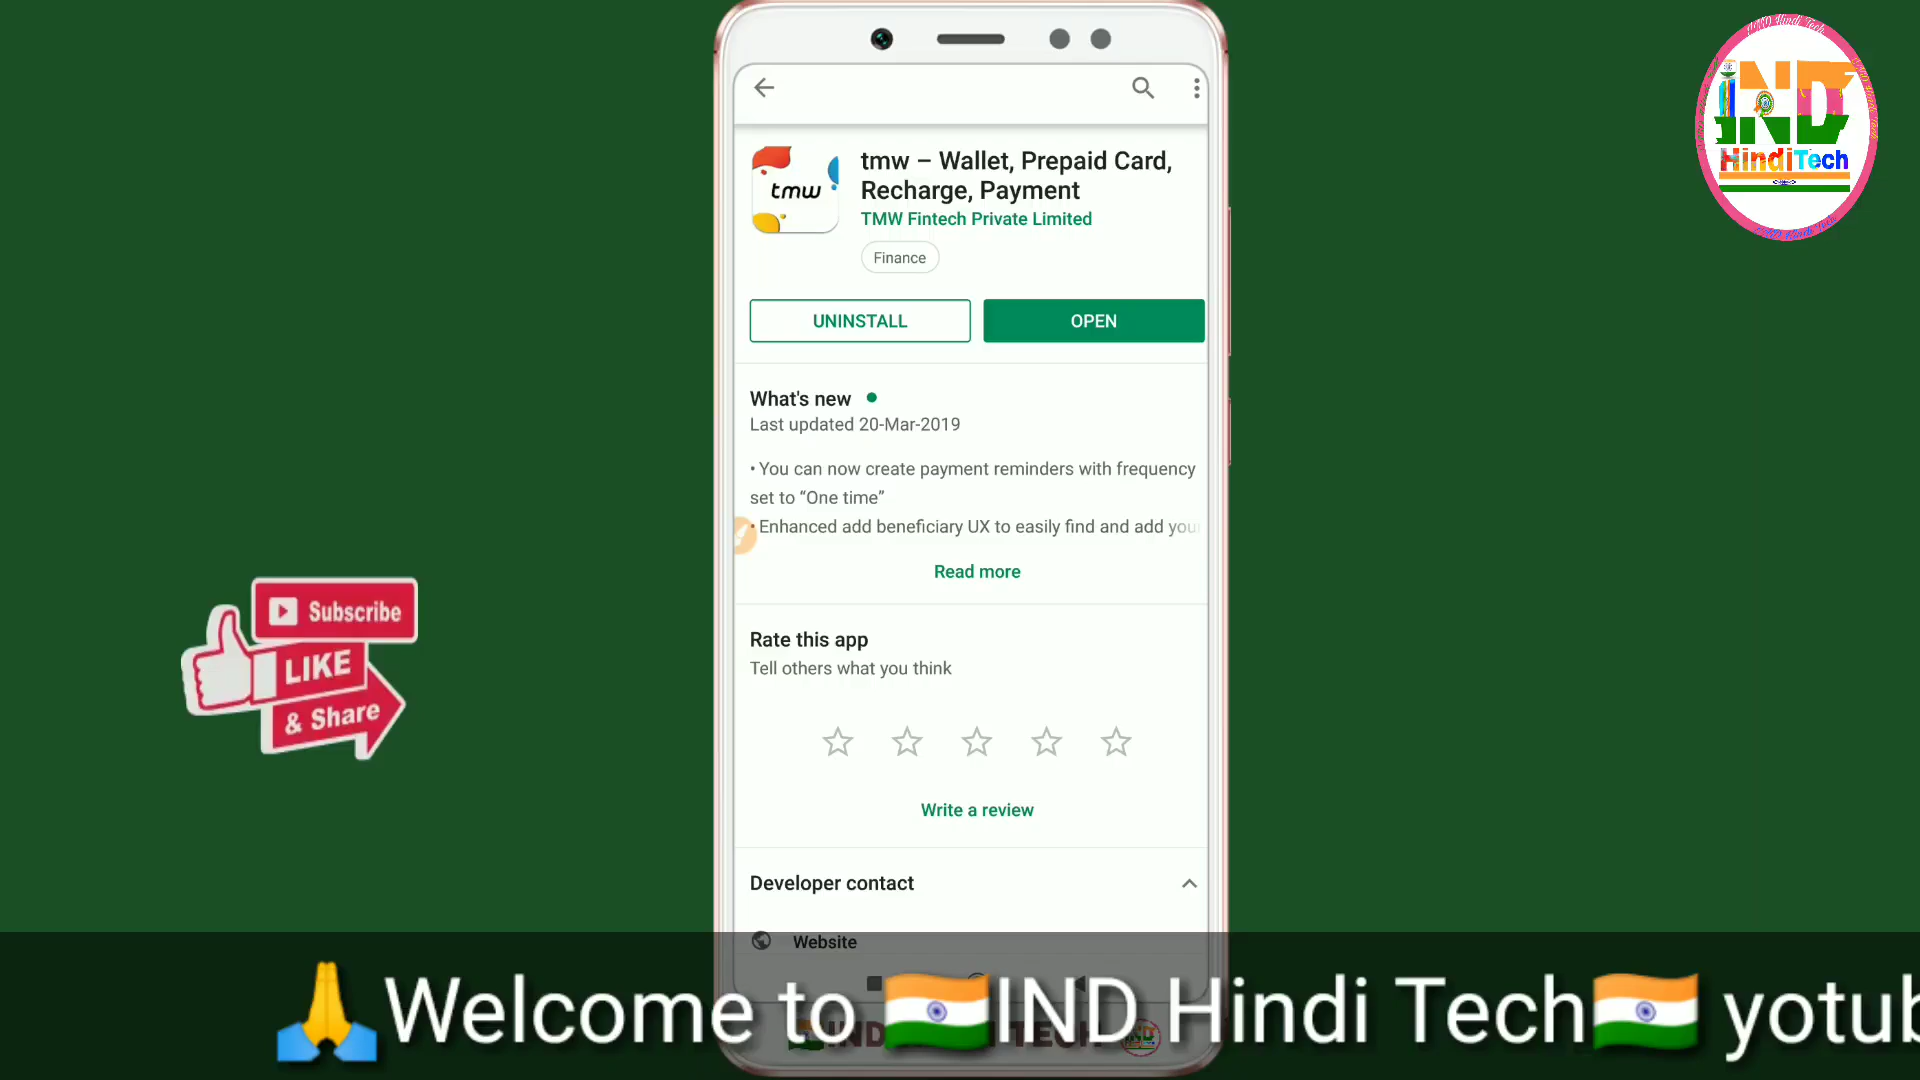 IND
HindiTech
tmw
tmw – Wallet, Prepaid Card,
Recharge, Payment
TMW Fintech Private Limited
Finance
UNINSTALL
OPEN
What's new
Last updated 20-Mar-2019
• You can now create payment reminders with frequency
set to “One time”
• Enhanced add beneficiary UX to easily find and add you
Read more
Rate this app
Tell others what you think
Write a review
Developer contact
Website
Subscribe
LIKE
& Share
🙏Welcome to 🇮🇳IND Hindi Tech🇮🇳 yotub